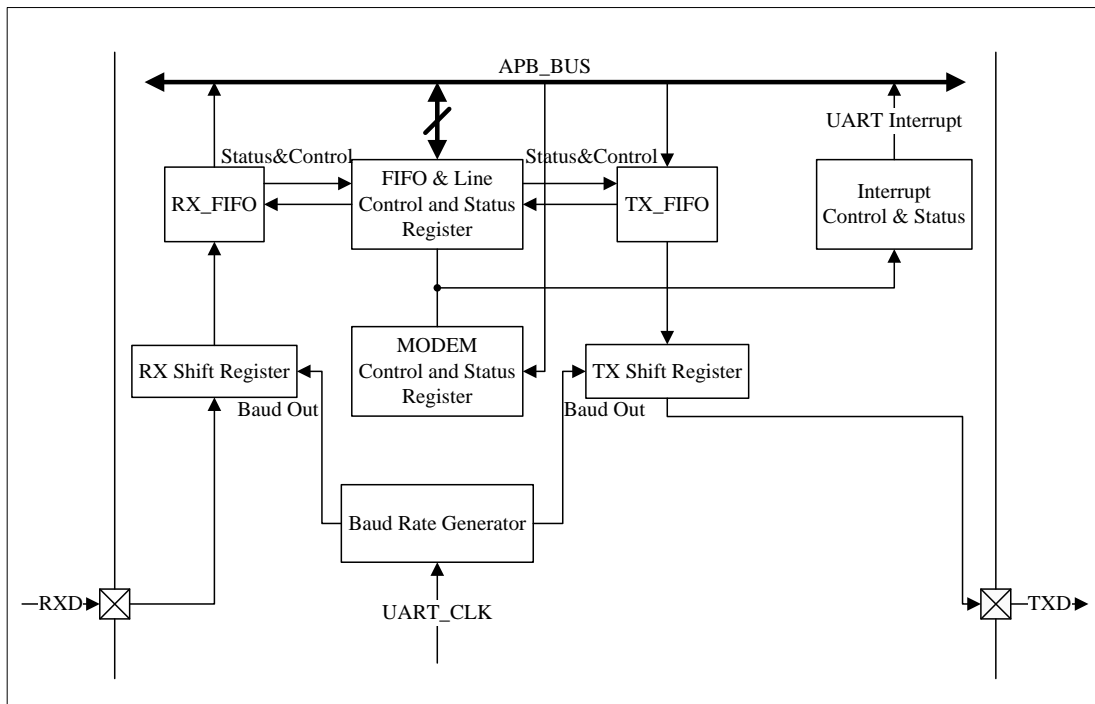 APB_BUS
UART Interrupt
Status&Control
Status&Control
RX_FIFO
FIFO & Line
Control and Status
Register
TX_FIFO
Interrupt
Control & Status
RX Shift Register
MODEM
Control and Status
Register
TX Shift Register
Baud Out
Baud Out
Baud Rate Generator
RXD
UART_CLK
TXD